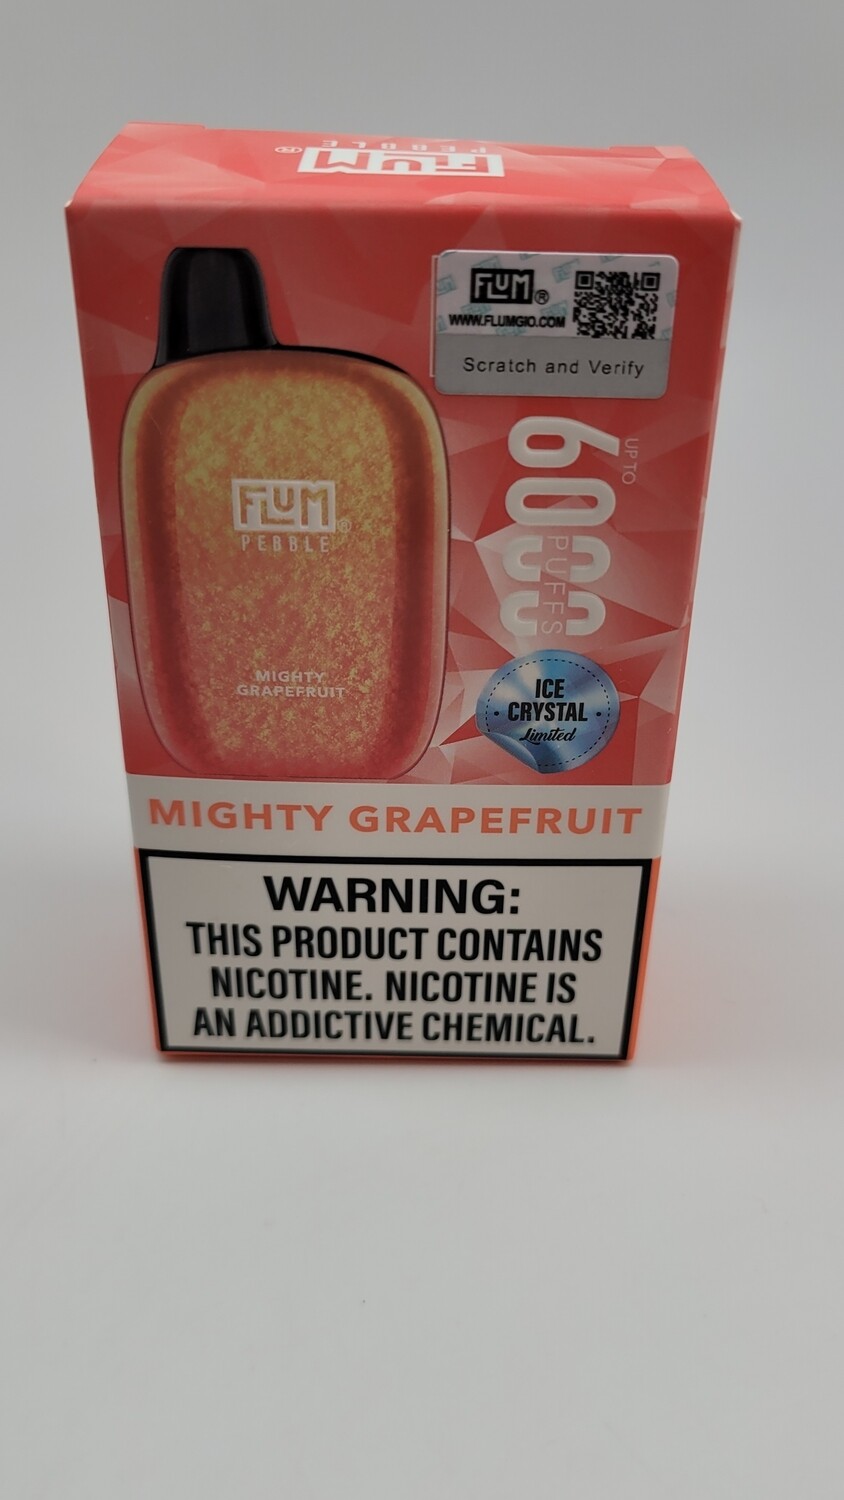 FLUM®
PEBBLE
FLUM®
WWW.FLUMGIO.COM
Scratch and Verify
UP TO
6000
PUFFS
FLUM®
PEBBLE
MIGHTY
GRAPEFRUIT
ICE
CRYSTAL
Limited
MIGHTY GRAPEFRUIT
WARNING:
THIS PRODUCT CONTAINS
NICOTINE. NICOTINE IS
AN ADDICTIVE CHEMICAL.